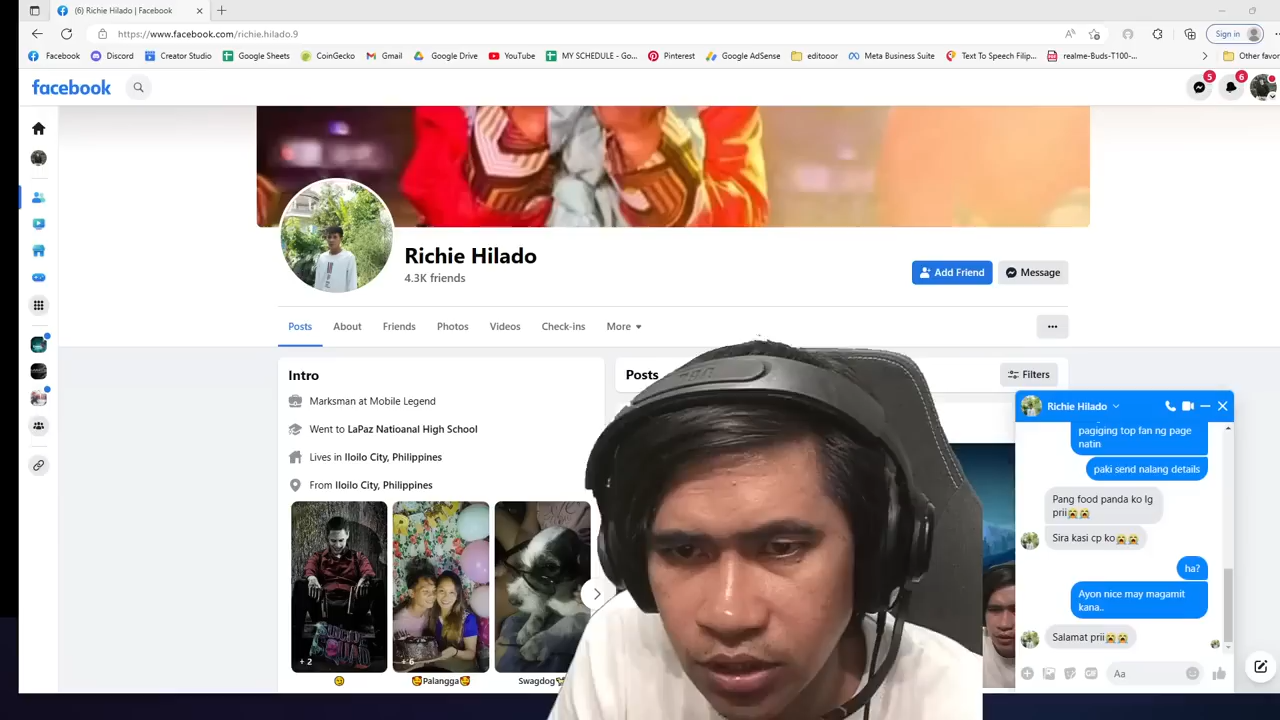 (6) Richie Hilado | Facebook
https://www.facebook.com/richie.hilado.9
Sign in
Facebook
Discord
Creator Studio
Google Sheets
CoinGecko
Gmail
Google Drive
YouTube
MY SCHEDULE - Go...
Pinterest
Google AdSense
editooor
Meta Business Suite
Text To Speech Filip...
realme-Buds-T100-...
Other favor
facebook
5
6
Richie Hilado
4.3K friends
Add Friend
Message
Posts
About
Friends
Photos
Videos
Check-ins
More
Intro
Marksman at Mobile Legend
Went to LaPaz Natioanal High School
Lives in Iloilo City, Philippines
From Iloilo City, Philippines
+ 2
+ 6
🥰Palangga🥰
Swagdog
Posts
Filters
Richie Hilado
pagiging top fan ng page
natin
paki send nalang details
Pang food panda ko lg
prii😭😭
Sira kasi cp ko😭😭
ha?
Ayon nice may magamit
kana..
Salamat prii😭😭
GIF
Aa